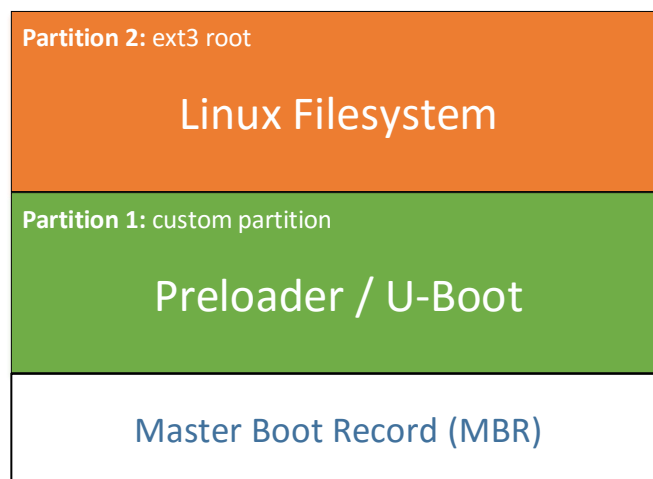 Partition 2: ext3 root
Linux Filesystem
Partition 1: custom partition
Preloader / U-Boot
Master Boot Record (MBR)